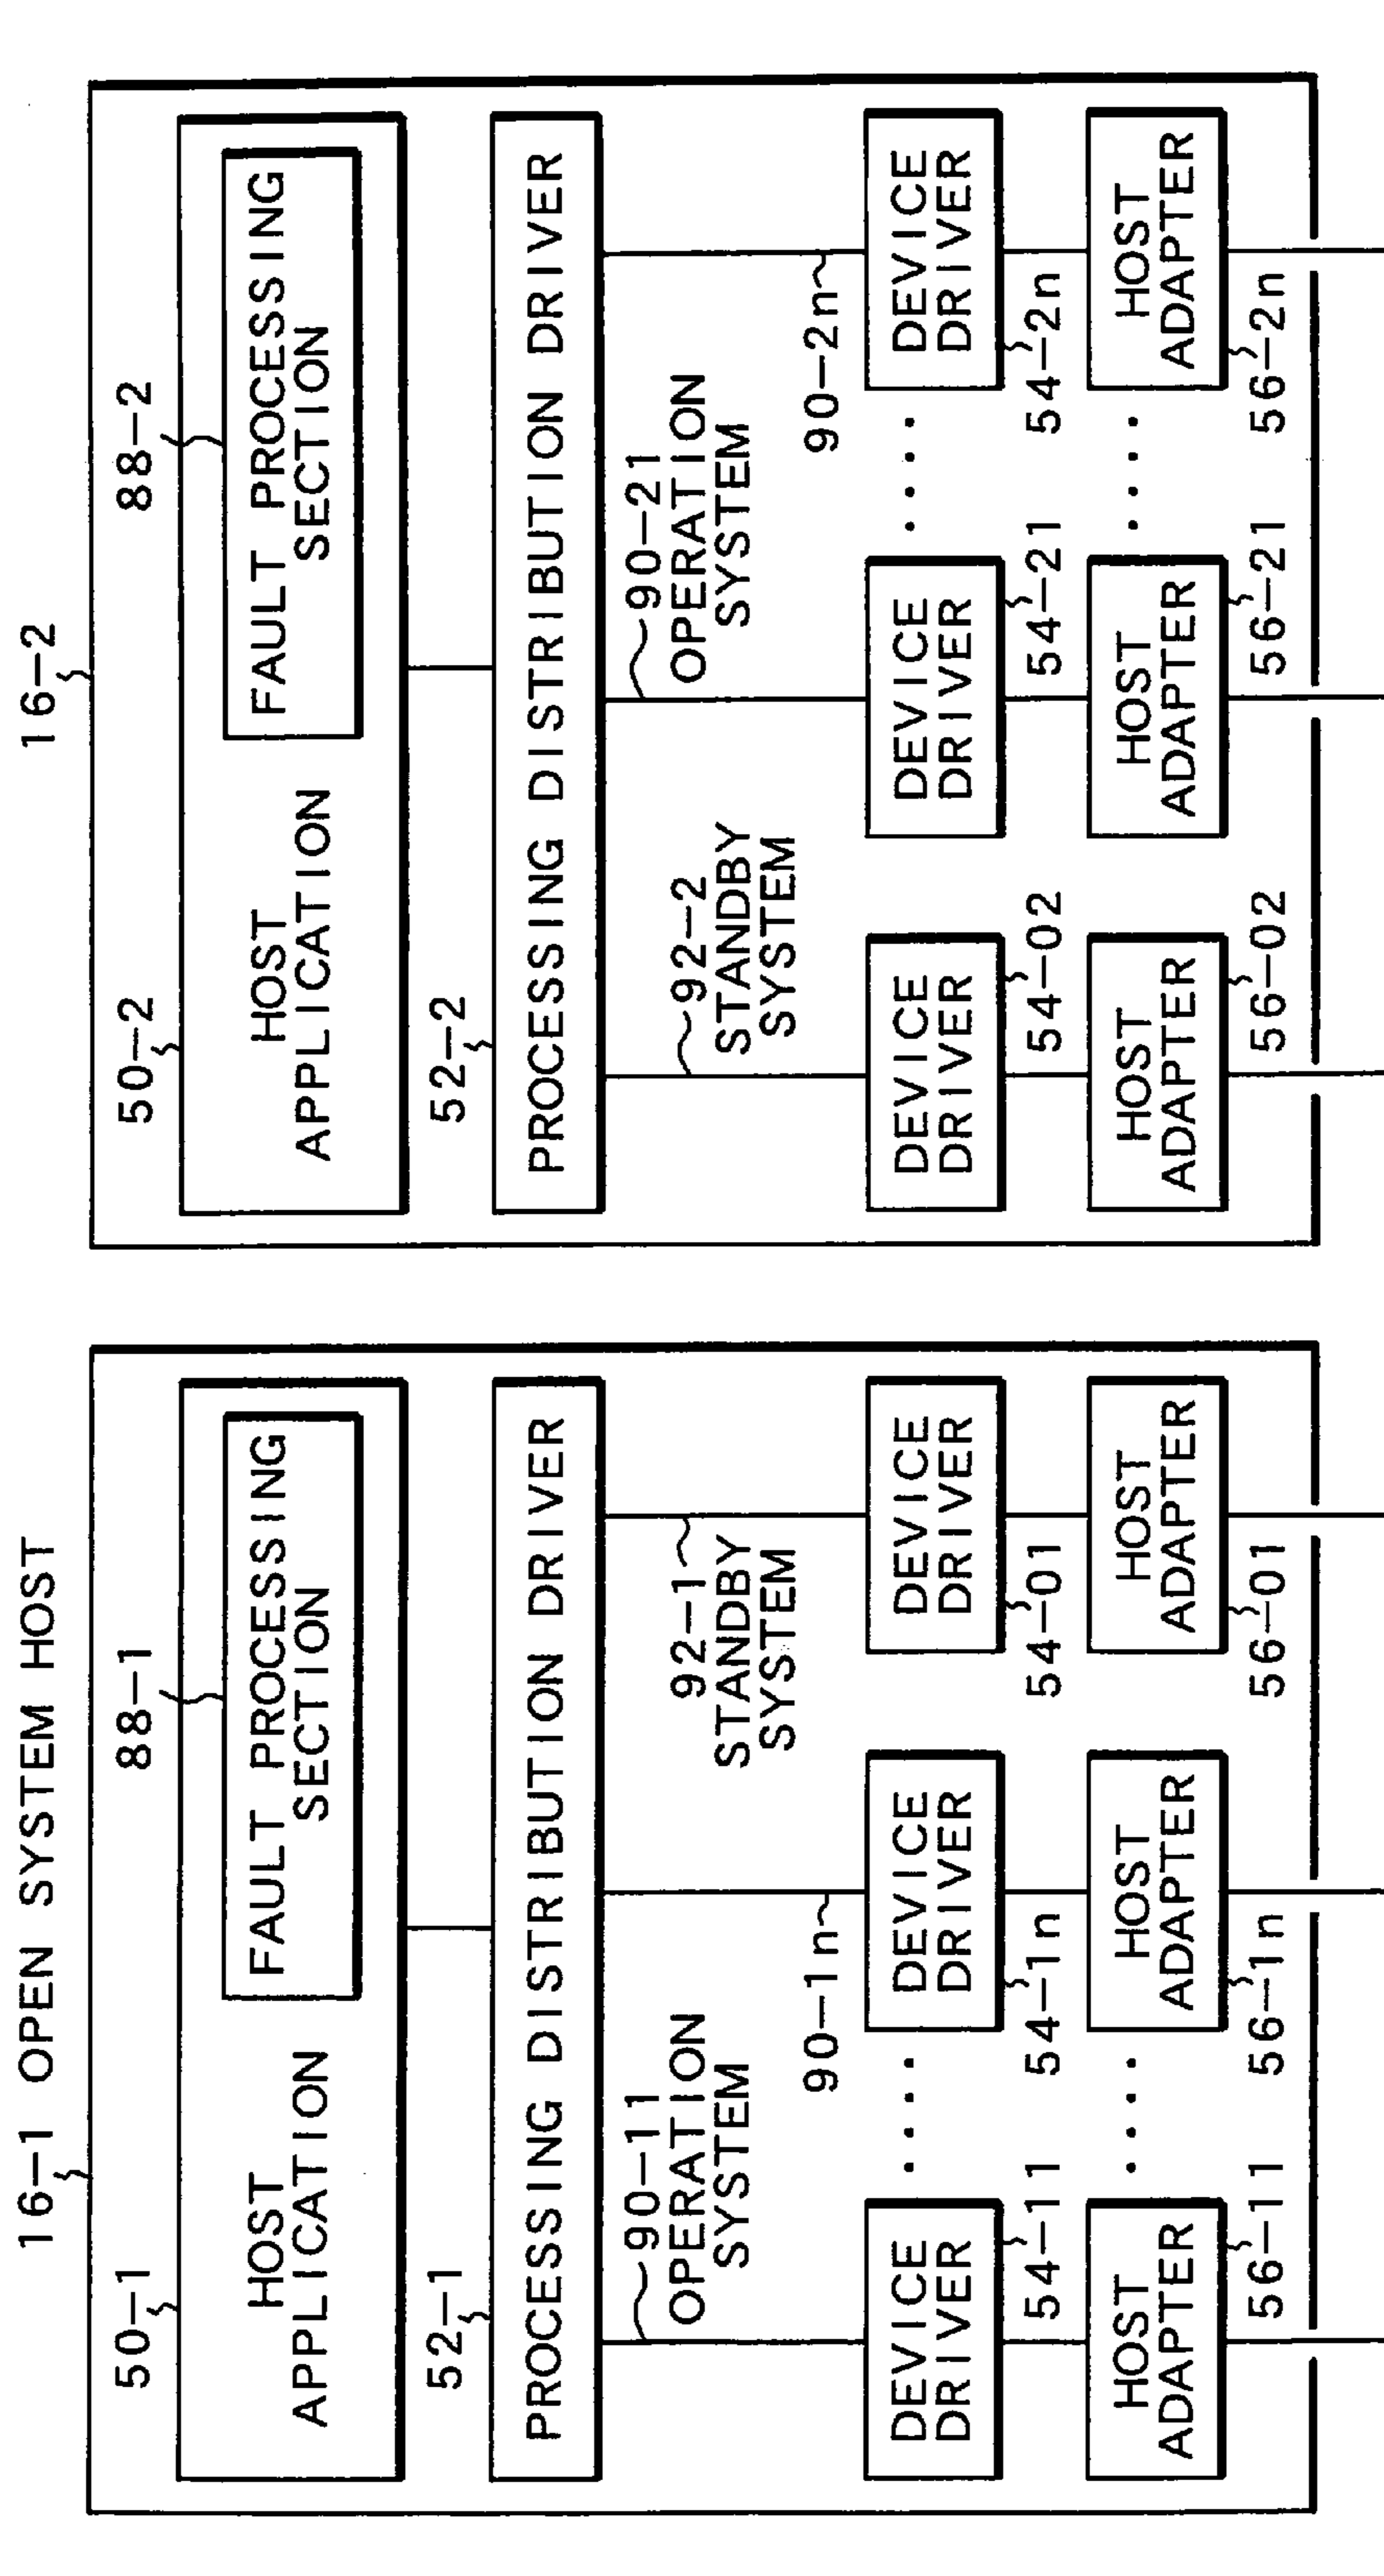 16-1 OPEN SYSTEM HOST
50-1
88-1
HOST
APPLICATION
FAULT PROCESSING
SECTION
52-1
PROCESSING DISTRIBUTION DRIVER
90-11
OPERATION
SYSTEM
92-1
STANDBY
SYSTEM
90-1n
DEVICE
DRIVER
DEVICE
DRIVER
DEVICE
DRIVER
54-11
54-1n
54-01
HOST
ADAPTER
HOST
ADAPTER
HOST
ADAPTER
56-11
56-1n
56-01
16-2
50-2
88-2
HOST
APPLICATION
FAULT PROCESSING
SECTION
52-2
PROCESSING DISTRIBUTION DRIVER
92-2
STANDBY
SYSTEM
90-21
OPERATION
SYSTEM
90-2n
DEVICE
DRIVER
DEVICE
DRIVER
DEVICE
DRIVER
54-02
54-21
54-2n
HOST
ADAPTER
HOST
ADAPTER
HOST
ADAPTER
56-02
56-21
56-2n